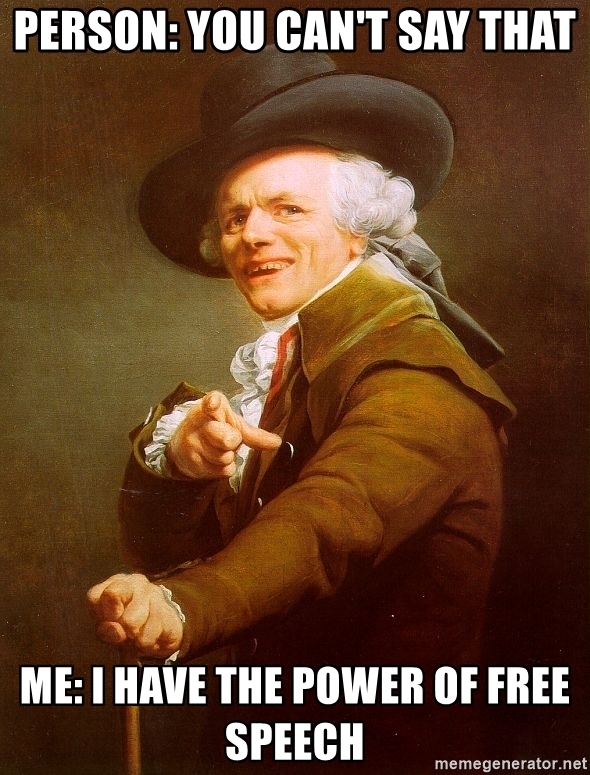 PERSON: YOU CAN'T SAY THAT
ME: I HAVE THE POWER OF FREE
SPEECH
memegenerator.net